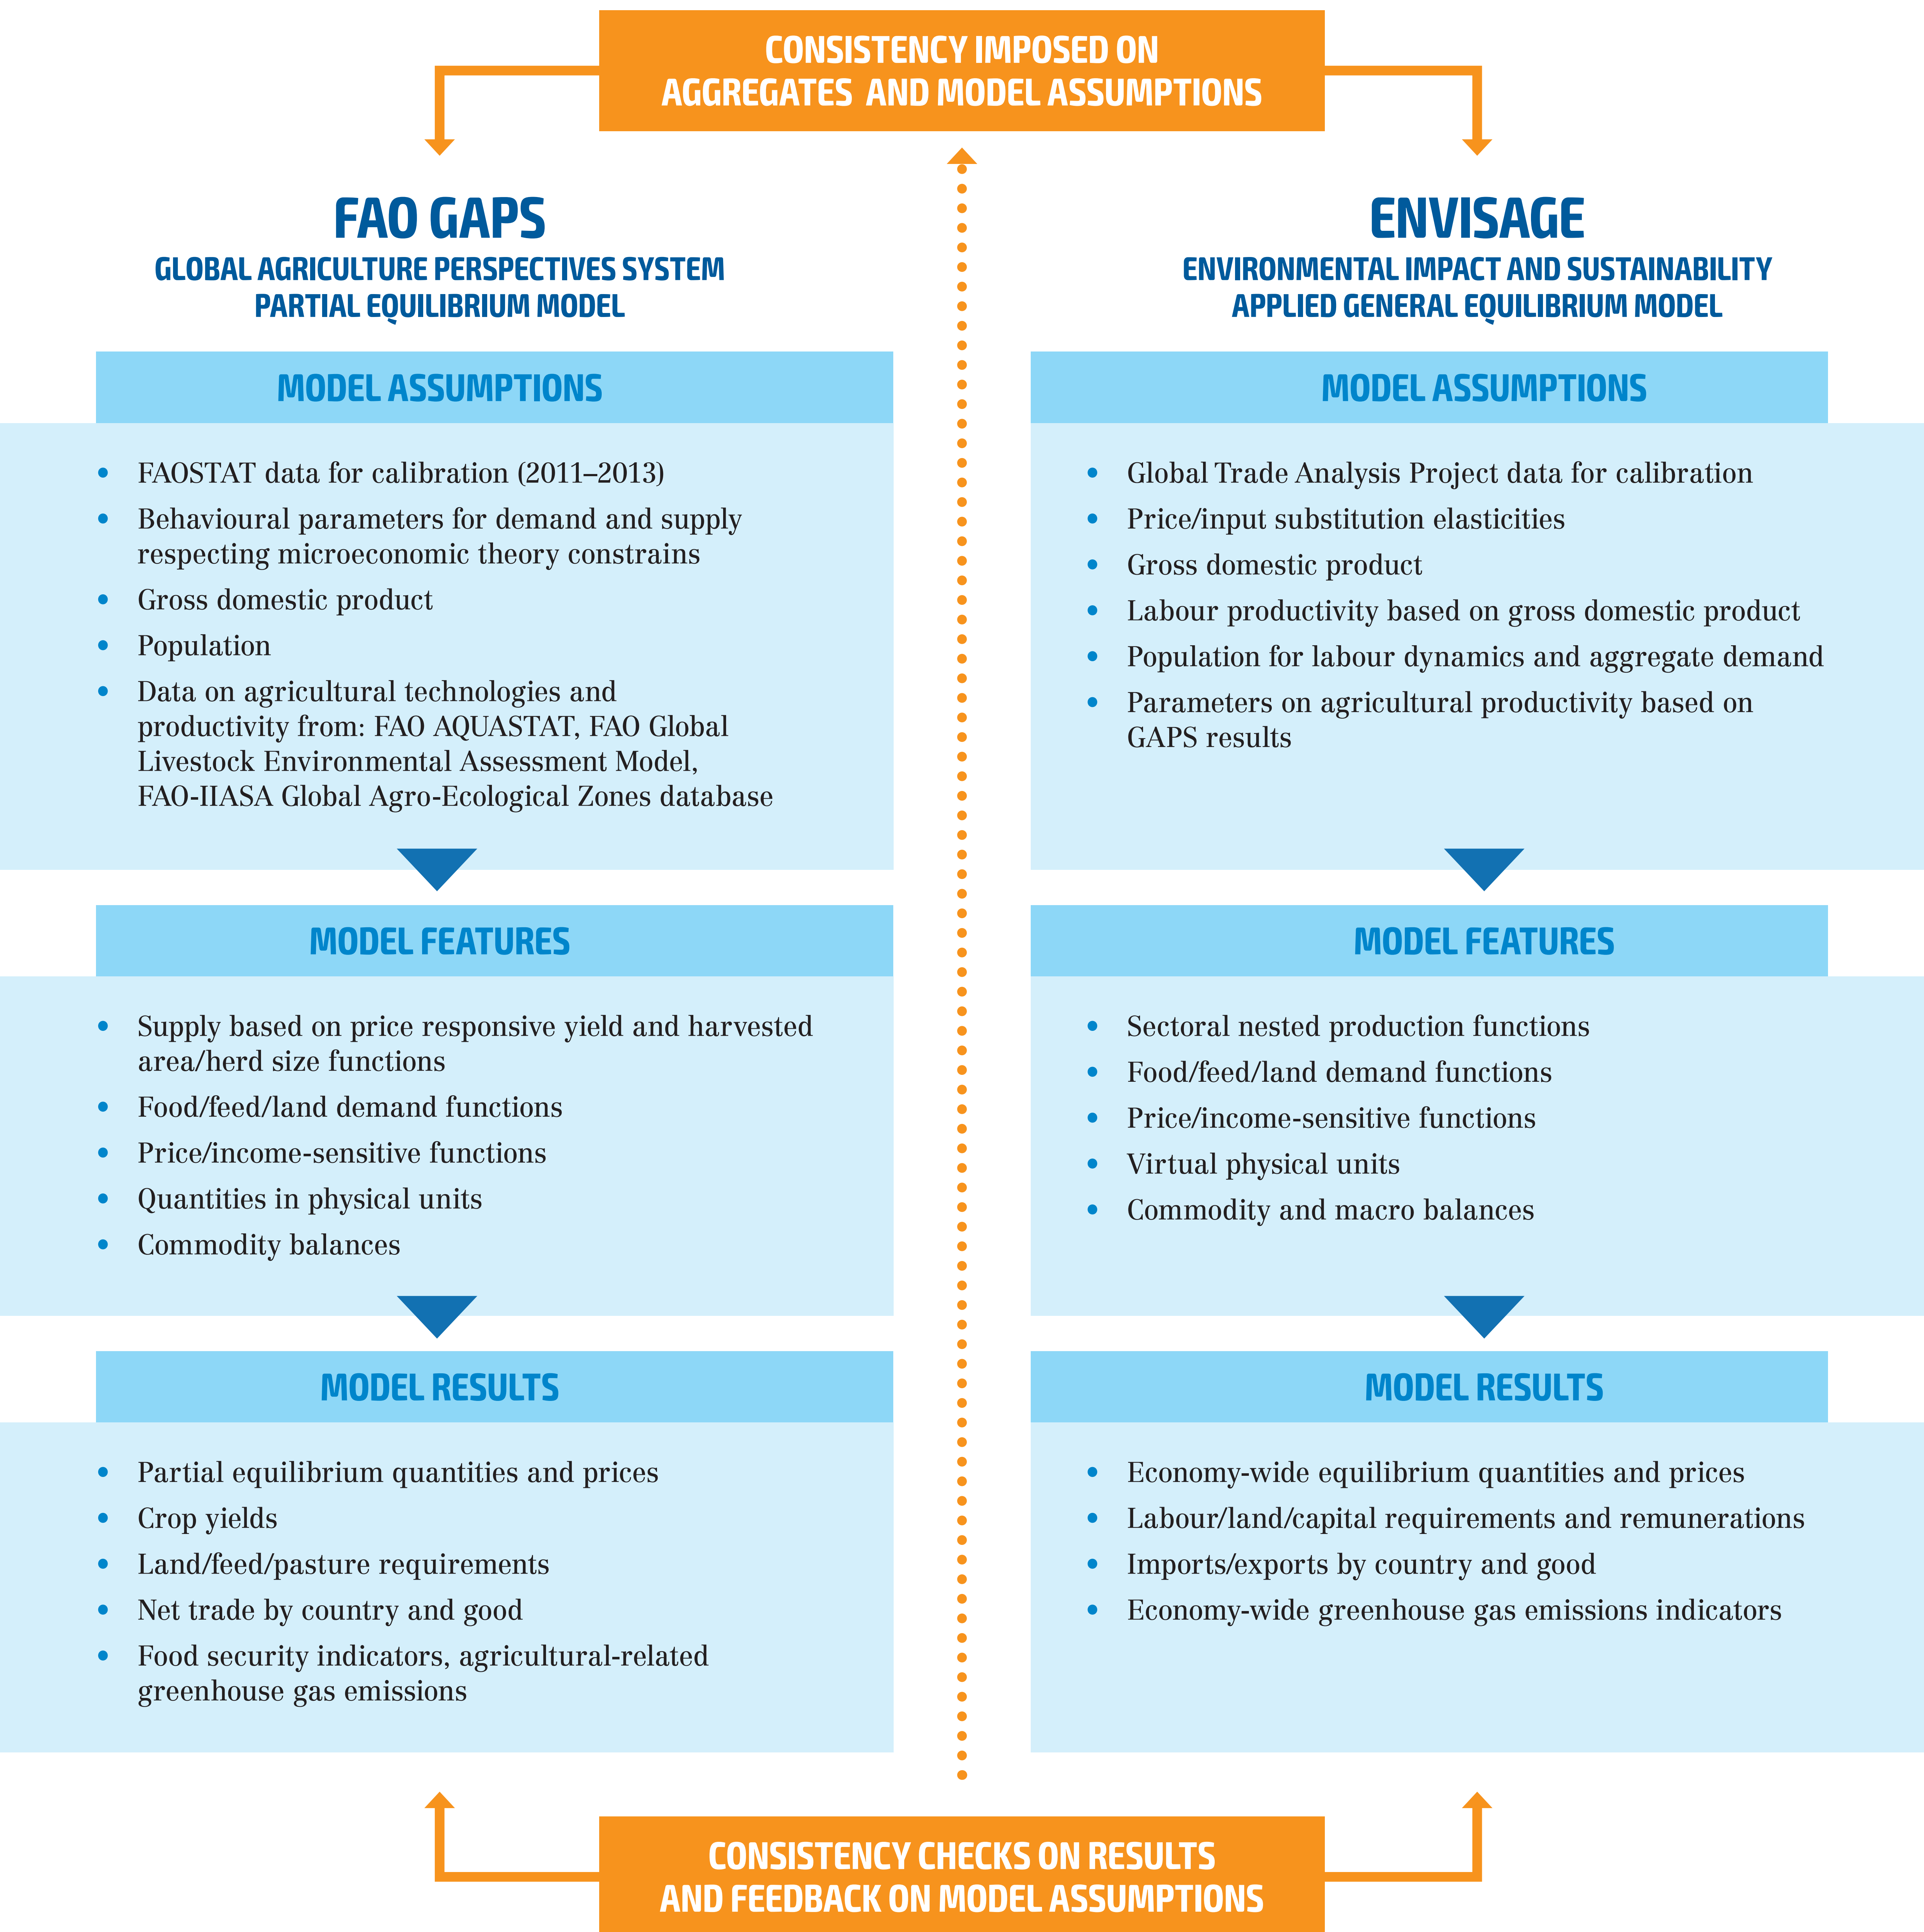 CONSISTENCY IMPOSED ON
AGGREGATES AND MODEL ASSUMPTIONS
FAO GAPS
GLOBAL AGRICULTURE PERSPECTIVES SYSTEM
PARTIAL EQUILIBRIUM MODEL
MODEL ASSUMPTIONS
• FAOSTAT data for calibration (2011–2013)
• Behavioural parameters for demand and supply
respecting microeconomic theory constrains
• Gross domestic product
• Population
• Data on agricultural technologies and
productivity from: FAO AQUASTAT, FAO Global
Livestock Environmental Assessment Model,
FAO-IIASA Global Agro-Ecological Zones database
MODEL FEATURES
• Supply based on price responsive yield and harvested
area/herd size functions
• Food/feed/land demand functions
• Price/income-sensitive functions
• Quantities in physical units
• Commodity balances
MODEL RESULTS
• Partial equilibrium quantities and prices
• Crop yields
• Land/feed/pasture requirements
• Net trade by country and good
• Food security indicators, agricultural-related
greenhouse gas emissions
ENVISAGE
ENVIRONMENTAL IMPACT AND SUSTAINABILITY
APPLIED GENERAL EQUILIBRIUM MODEL
MODEL ASSUMPTIONS
• Global Trade Analysis Project data for calibration
• Price/input substitution elasticities
• Gross domestic product
• Labour productivity based on gross domestic product
• Population for labour dynamics and aggregate demand
• Parameters on agricultural productivity based on
GAPS results
MODEL FEATURES
• Sectoral nested production functions
• Food/feed/land demand functions
• Price/income-sensitive functions
• Virtual physical units
• Commodity and macro balances
MODEL RESULTS
• Economy-wide equilibrium quantities and prices
• Labour/land/capital requirements and remunerations
• Imports/exports by country and good
• Economy-wide greenhouse gas emissions indicators
CONSISTENCY CHECKS ON RESULTS
AND FEEDBACK ON MODEL ASSUMPTIONS